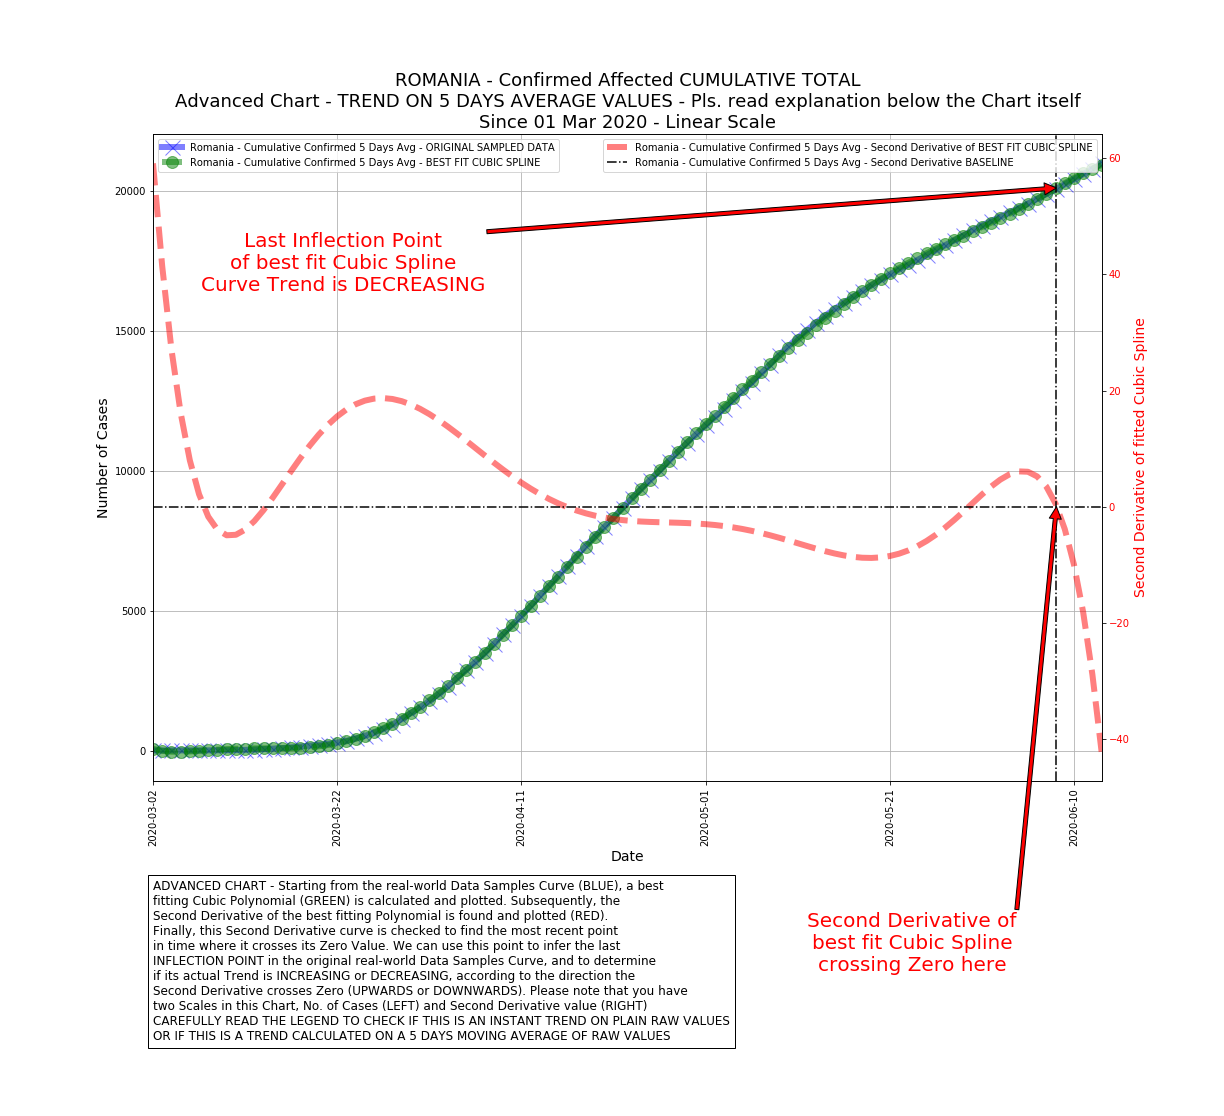 ROMANIA - Confirmed Affected CUMULATIVE TOTAL
Advanced Chart - TREND ON 5 DAYS AVERAGE VALUES - Pls. read explanation below the Chart itself
Since 01 Mar 2020 - Linear Scale
Romania - Cumulative Confirmed 5 Days Avg - ORIGINAL SAMPLED DATA
Romania - Cumulative Confirmed 5 Days Avg - BEST FIT CUBIC SPLINE
Romania - Cumulative Confirmed 5 Days Avg - Second Derivative of BEST FIT CUBIC SPLINE
Romania - Cumulative Confirmed 5 Days Avg - Second Derivative BASELINE
Last Inflection Point
of best fit Cubic Spline
Curve Trend is DECREASING
Number of Cases
20000
15000
10000
5000
0
60
40
20
0
−20
−40
Second Derivative of fitted Cubic Spline
2020-03-02
2020-03-22
2020-04-11
2020-05-01
2020-05-21
2020-06-10
Date
ADVANCED CHART - Starting from the real-world Data Samples Curve (BLUE), a best
fitting Cubic Polynomial (GREEN) is calculated and plotted. Subsequently, the
Second Derivative of the best fitting Polynomial is found and plotted (RED).
Finally, this Second Derivative curve is checked to find the most recent point
in time where it crosses its Zero Value. We can use this point to infer the last
INFLECTION POINT in the original real-world Data Samples Curve, and to determine
if its actual Trend is INCREASING or DECREASING, according to the direction the
Second Derivative crosses Zero (UPWARDS or DOWNWARDS). Please note that you have
two Scales in this Chart, No. of Cases (LEFT) and Second Derivative value (RIGHT)
CAREFULLY READ THE LEGEND TO CHECK IF THIS IS AN INSTANT TREND ON PLAIN RAW VALUES
OR IF THIS IS A TREND CALCULATED ON A 5 DAYS MOVING AVERAGE OF RAW VALUES
Second Derivative of
best fit Cubic Spline
crossing Zero here